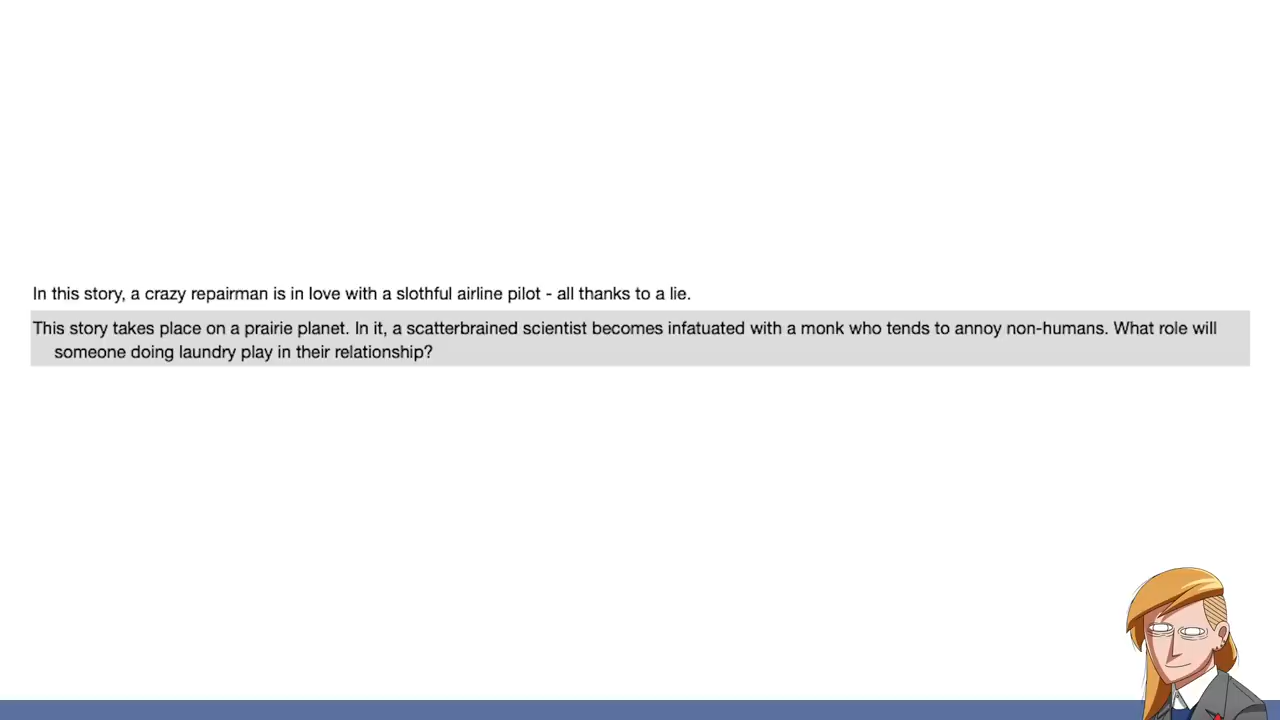 In this story, a crazy repairman is in love with a slothful airline pilot - all thanks to a lie.
This story takes place on a prairie planet. In it, a scatterbrained scientist becomes infatuated with a monk who tends to annoy non-humans. What role will
someone doing laundry play in their relationship?